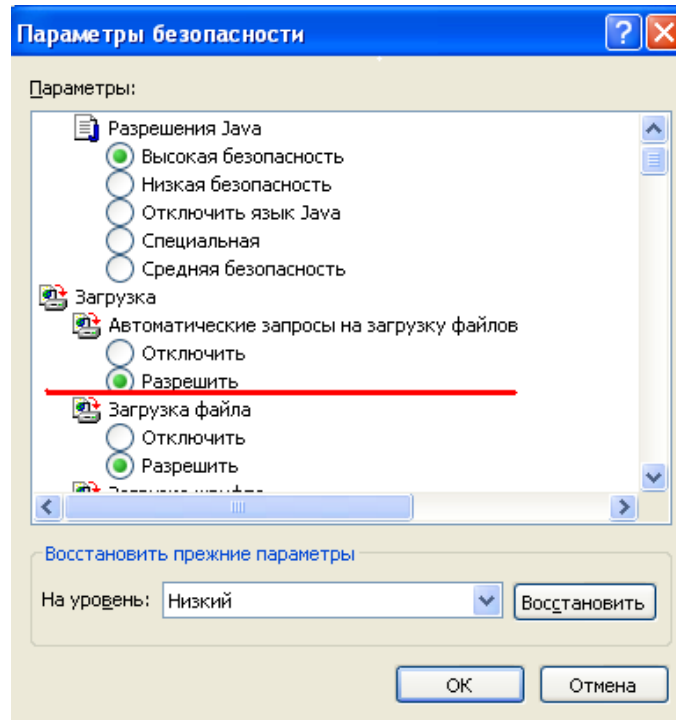 Параметры безопасности
Параметры:
Разрешения Java
Высокая безопасность
Низкая безопасность
Отключить язык Java
Специальная
Средняя безопасность
Загрузка
Автоматические запросы на загрузку файлов
Отключить
Разрешить
Загрузка файла
Отключить
Разрешить
Восстановить прежние параметры
На уровень: Низкий Восстановить
ОК Отмена